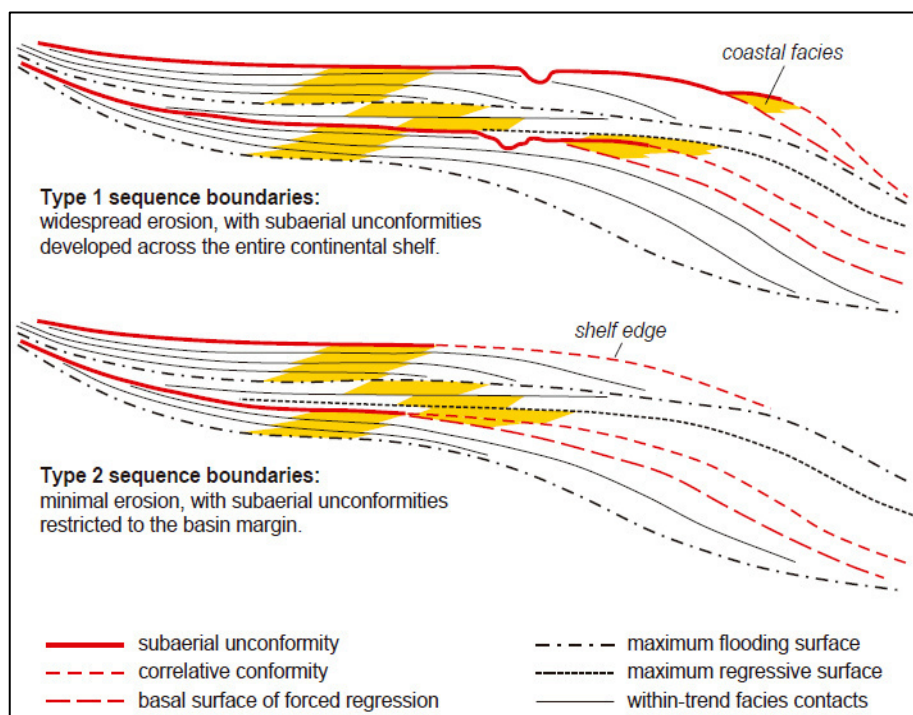 coastal facies
Type 1 sequence boundaries:
widespread erosion, with subaerial unconformities
developed across the entire continental shelf.
shelf edge
Type 2 sequence boundaries:
minimal erosion, with subaerial unconformities
restricted to the basin margin.
subaerial unconformity
correlative conformity
basal surface of forced regression
maximum flooding surface
maximum regressive surface
within-trend facies contacts